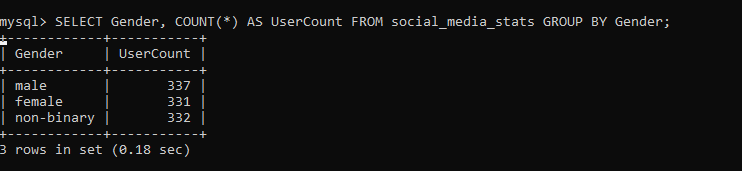 mysql> SELECT Gender, COUNT(*) AS UserCount FROM social_media_stats GROUP BY Gender;
+------------+-----------+
| Gender     | UserCount |
+------------+-----------+
| male       |       337 |
| female     |       331 |
| non-binary |       332 |
+------------+-----------+
3 rows in set (0.18 sec)